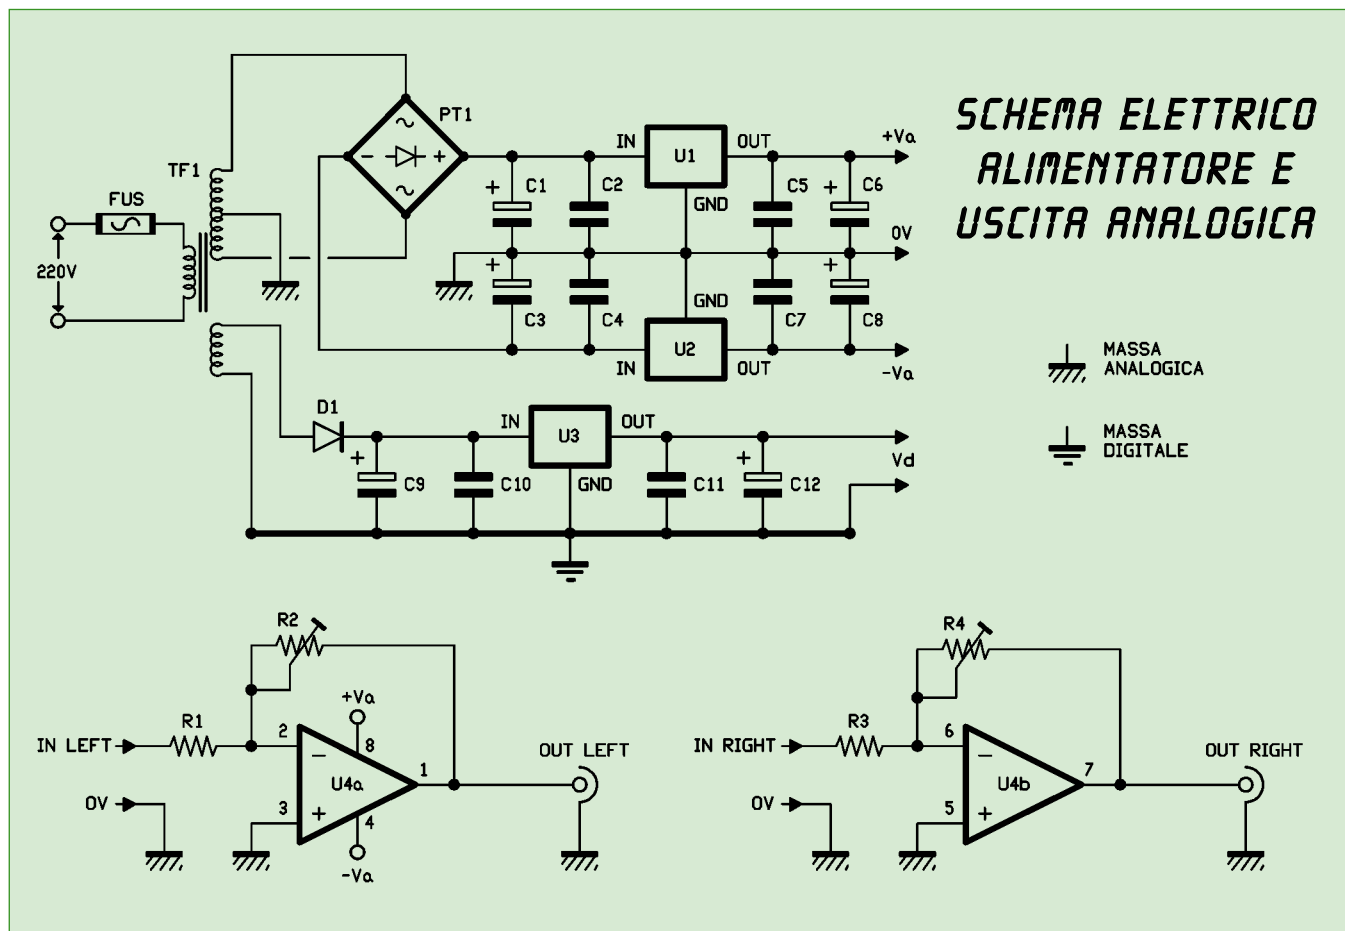 SCHEMA ELETTRICO
ALIMENTATORE E
USCITA ANALOGICA
PT1
TF1
FUS
220V
IN
U1
OUT
+Va
C1
C2
GND
C5
C6
+
+
0V
+
+
C3
C4
GND
C7
C8
IN
U2
OUT
-Va
MASSA
ANALOGICA
MASSA
DIGITALE
D1
IN
U3
OUT
Vd
+
C9
C10
GND
C11
+
C12
R2
+Va
R1
2
8
IN LEFT
1
OUT LEFT
U4a
0V
3
+
4
-Va
R4
R3
6
IN RIGHT
7
OUT RIGHT
U4b
0V
5
+